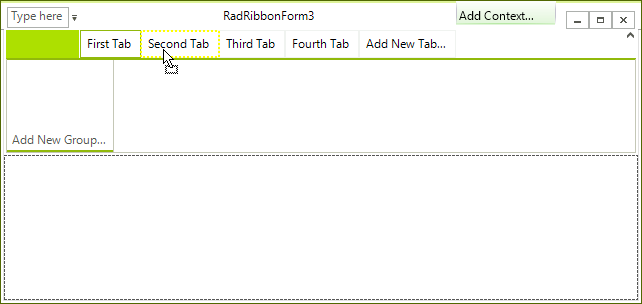 Type here
RadRibbonForm3
Add Context...
First Tab
Second Tab
Third Tab
Fourth Tab
Add New Tab...
Add New Group...